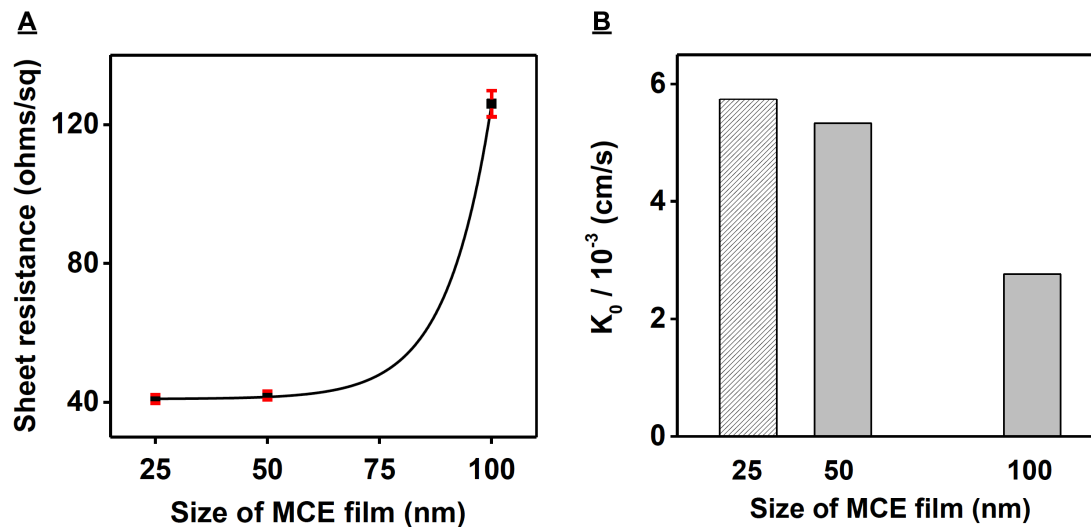 A
Sheet resistance (ohms/sq)
120
80
40
25 50 75 100
Size of MCE film (nm)
B
K₀ / 10⁻³ (cm/s)
6
4
2
0
25 50 100
Size of MCE film (nm)